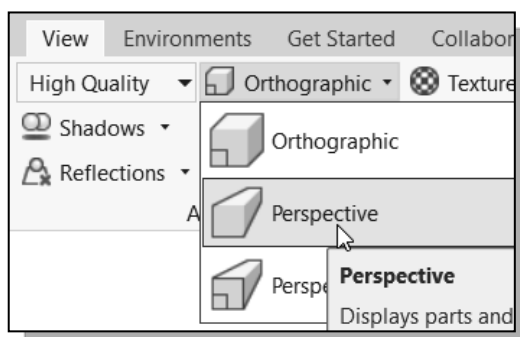 View Environments Get Started Collabor
High Quality Orthographic Texture
Shadows
Reflections
A
Orthographic
Perspective
Perspe
Perspective
Displays parts and